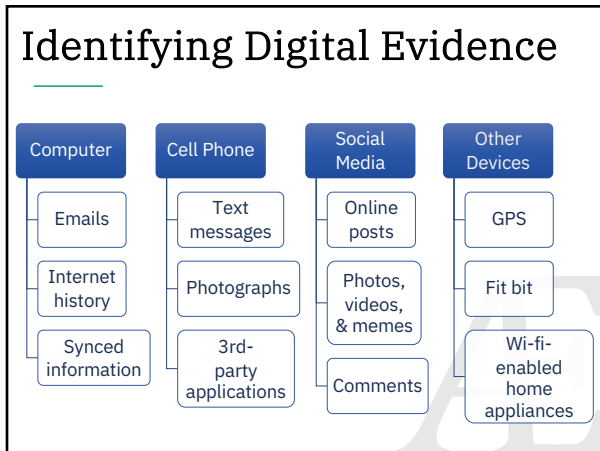 Identifying Digital Evidence
Computer
Emails
Internet
history
Synced
information
Cell Phone
Text
messages
Photographs
3rd-
party
applications
Social
Media
Online
posts
Photos,
videos,
& memes
Comments
Other
Devices
GPS
Fit bit
Wi-fi-
enabled
home
appliances
Æ